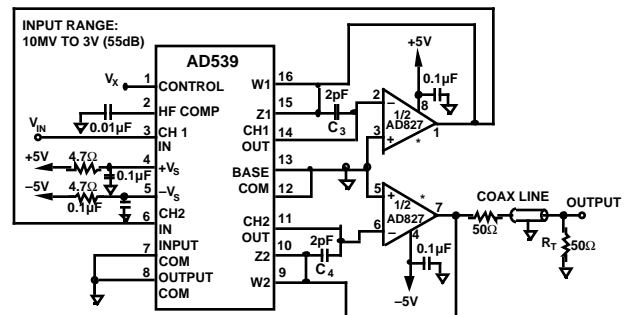 INPUT RANGE:
10MV TO 3V (55dB)
AD539
+5V
VX
1
CONTROL
W1
16
2pF
2
0.1µF
8
2
HF COMP
Z1
15
1/2
AD827
0.01µF
C3
VIN
3
CH 1
IN
CH1
OUT
14
3
*
1
+5V
4.7Ω
4
+VS
0.1µF
BASE
COM
13
–5V
4.7Ω
5
–VS
12
5
*
COAX LINE
OUTPUT
0.1µF
6
CH2
IN
CH2
OUT
11
1/2
AD827
7
2pF
6
4
50Ω
7
INPUT
COM
Z2
10
0.1µF
RT
50Ω
8
OUTPUT
COM
W2
9
C4
–5V